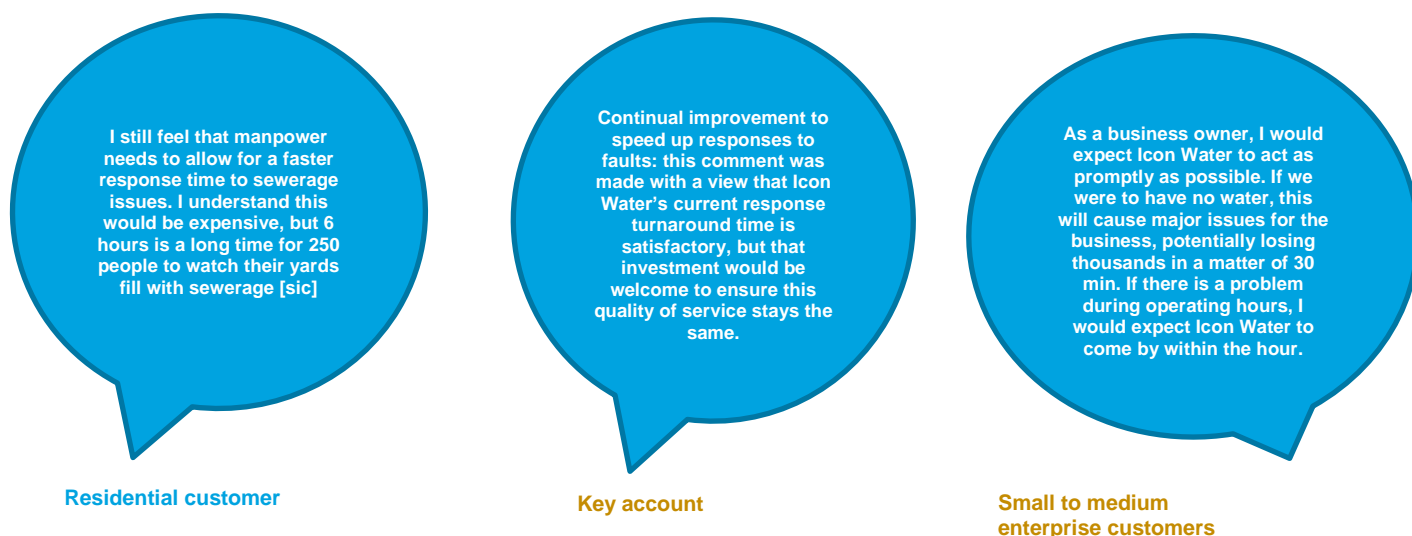 I still feel that manpower
needs to allow for a faster
response time to sewerage
issues. I understand this
would be expensive, but 6
hours is a long time for 250
people to watch their yards
fill with sewerage [sic]
Residential customer
Continual improvement to
speed up responses to
faults: this comment was
made with a view that Icon
Water's current response
turnaround time is
satisfactory, but that
investment would be
welcome to ensure this
quality of service stays the
same.
Key account
As a business owner, I would
expect Icon Water to act as
promptly as possible. If we
were to have no water, this
will cause major issues for the
business, potentially losing
thousands in a matter of 30
min. If there is a problem
during operating hours, I
would expect Icon Water to
come by within the hour.
Small to medium
enterprise customers